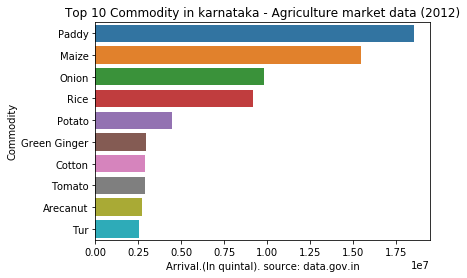 Top 10 Commodity in karnataka - Agriculture market data (2012)
Commodity
Paddy
Maize
Onion
Rice
Potato
Green Ginger
Cotton
Tomato
Arecanut
Tur
0.00 0.25 0.50 0.75 1.00 1.25 1.50 1.75
1e7
Arrival.(In quintal). source: data.gov.in